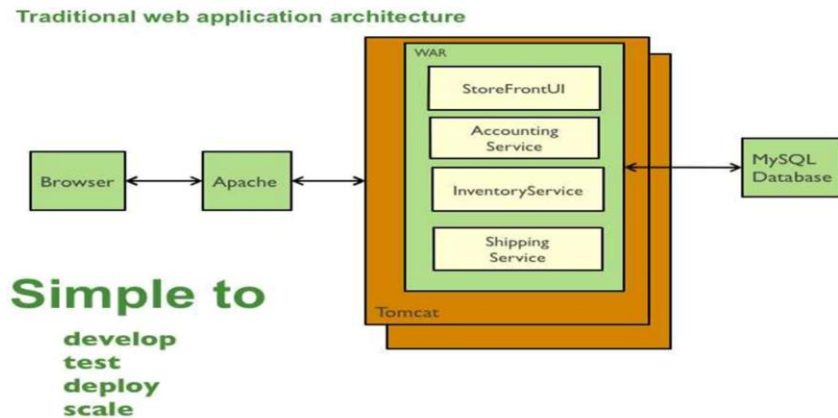 Traditional web application architecture
WAR
StoreFrontUI
Accounting
Service
InventoryService
Shipping
Service
Tomcat
Browser
Apache
MySQL
Database
Simple to
develop
test
deploy
scale